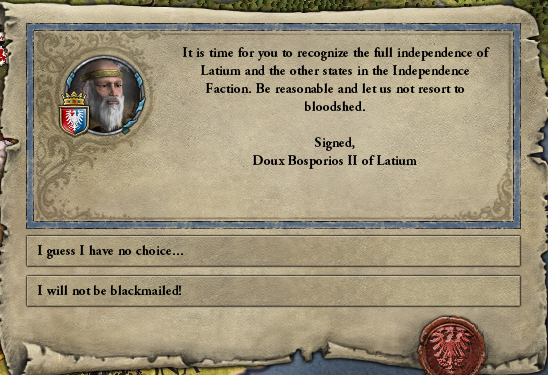 It is time for you to recognize the full independence of
Latium and the other states in the Independence
Faction. Be reasonable and let us not resort to
bloodshed.
Signed,
Doux Bosporios II of Latium
I guess I have no choice...
I will not be blackmailed!